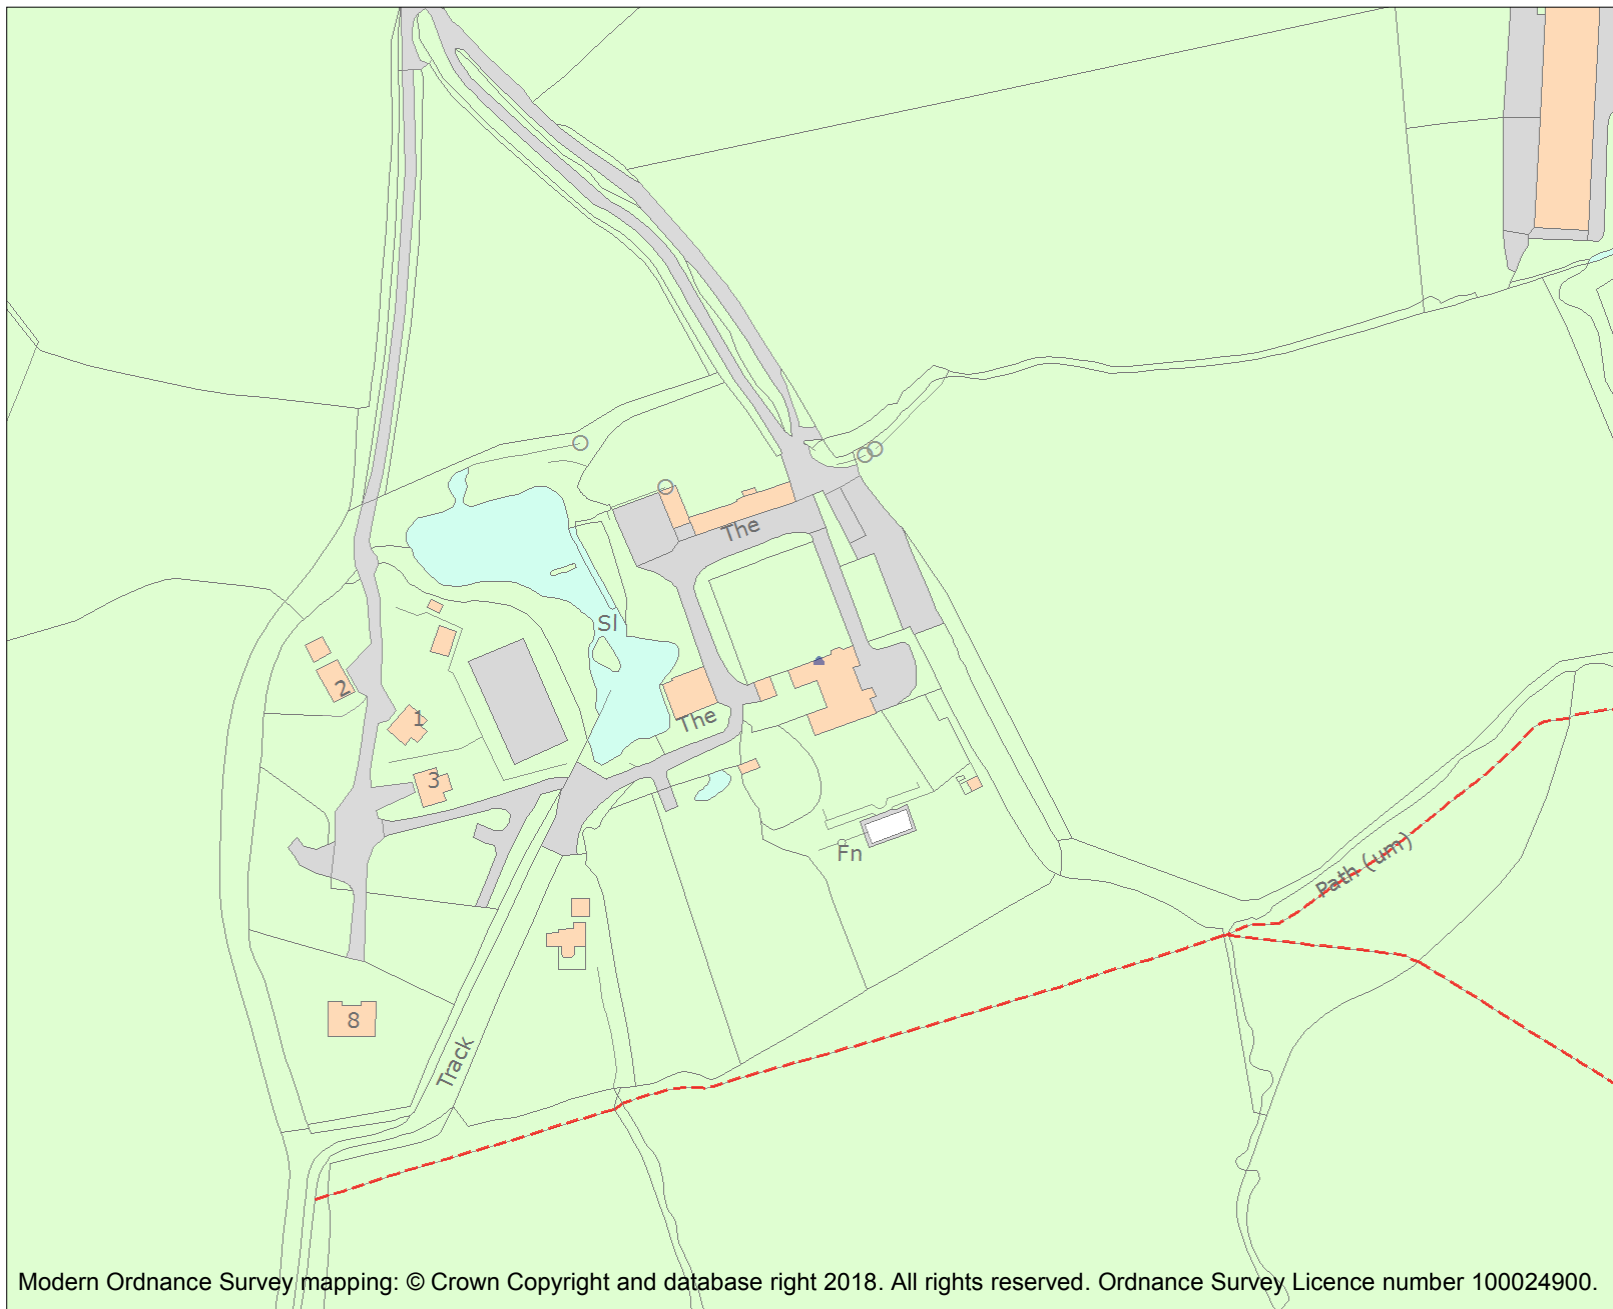 The
Sl
2
1
The
3
Fn
Path (um)
8
Track
Modern Ordnance Survey mapping: © Crown Copyright and database right 2018. All rights reserved. Ordnance Survey Licence number 100024900.